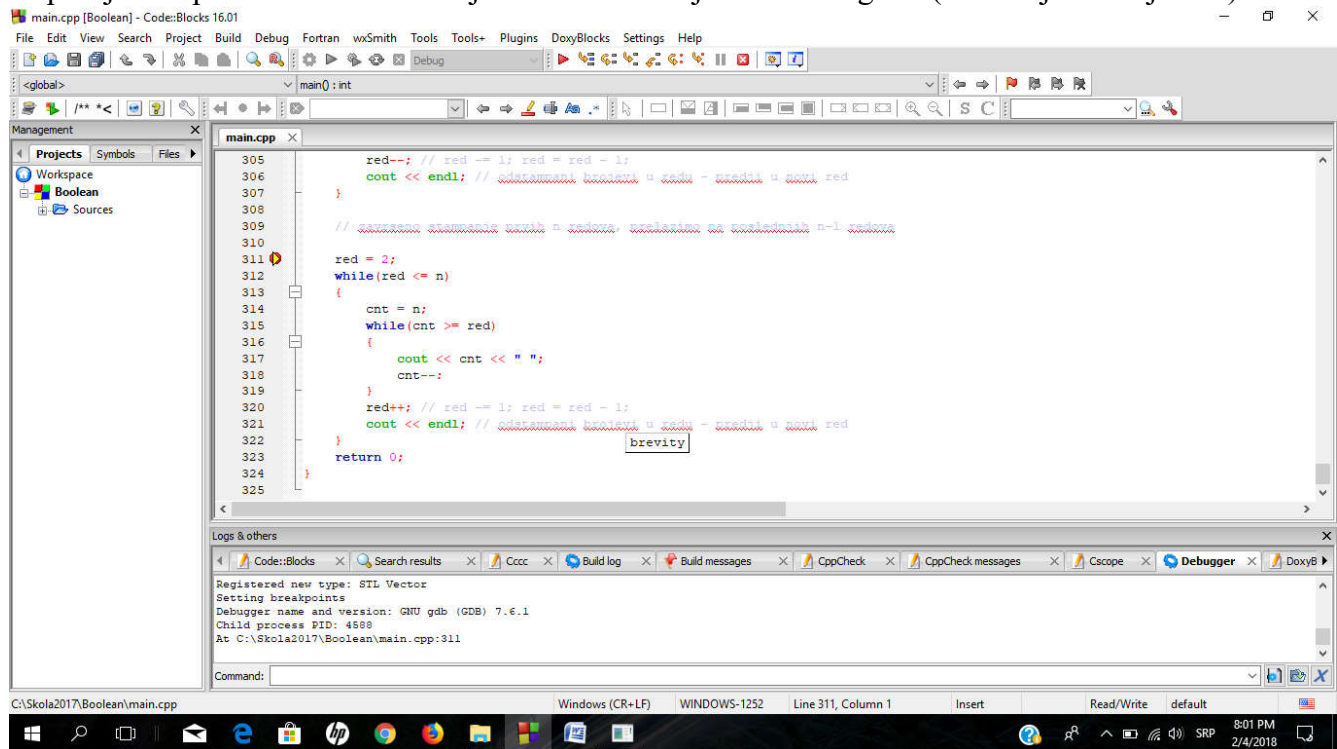 main.cpp [Boolean] - Code::Blocks 16.01
File Edit View Search Project Build Debug Fortran wxSmith Tools Tools+ Plugins DoxyBlocks Settings Help
Debug
<global> main() : int
/** *< .* S C
Management
main.cpp
Projects Symbols Files
Workspace
Boolean
Sources
305 red--; // red -= 1; red = red - 1;
306 cout << endl; // odstampani brojevi u redu - predji u novi red
307 }
308
309 // zavrseno stampanje prvih n redova, prelazimo na poslednjih n-1 redova
310
311 red = 2;
312 while(red <= n)
313 {
314 cnt = n;
315 while(cnt >= red)
316 {
317 cout << cnt << " ";
318 cnt--;
319 }
320 red++; // red -= 1; red = red - 1;
321 cout << endl; // odstampani brojevi u redu - predji u novi red
322 }
brevity
323 return 0;
324 }
325
Logs & others
Code::Blocks Search results Cccc Build log Build messages CppCheck CppCheck messages Cscope Debugger DoxyB
Registered new type: STL Vector
Setting breakpoints
Debugger name and version: GNU gdb (GDB) 7.6.1
Child process PID: 4588
At C:\Skola2017\Boolean\main.cpp:311
Command:
C:\Skola2017\Boolean\main.cpp Windows (CR+LF) WINDOWS-1252 Line 311, Column 1 Insert Read/Write default
hp SRP 8:01 PM
2/4/2018